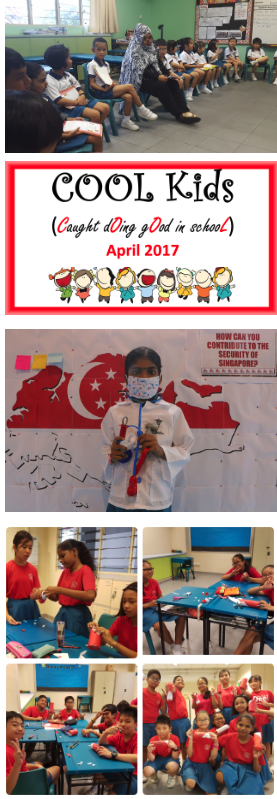 COOL Kids
(Caught dOing gOod in schooL)
April 2017
HOW CAN YOU
CONTRIBUTE TO THE
SECURITY OF
SINGAPORE?